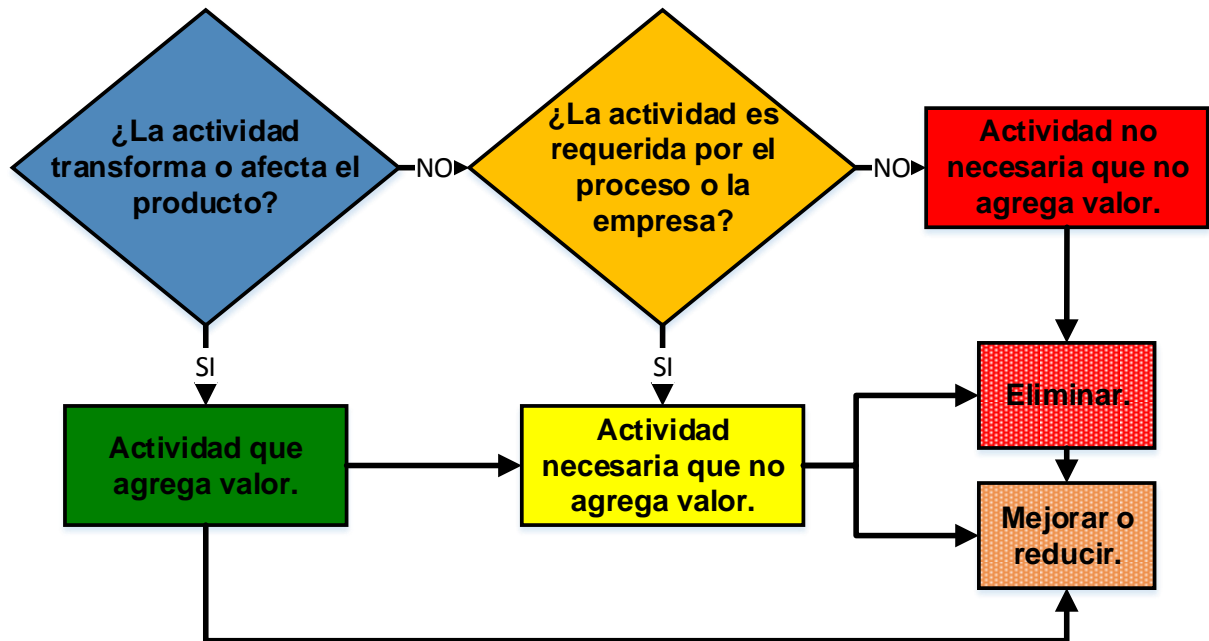 ¿La actividad
transforma o afecta el
producto?
NO
¿La actividad es
requerida por el
proceso o la
empresa?
NO
Actividad no
necesaria que no
agrega valor.
SI
SI
Eliminar.
Actividad que
agrega valor.
Actividad
necesaria que no
agrega valor.
Mejorar o
reducir.